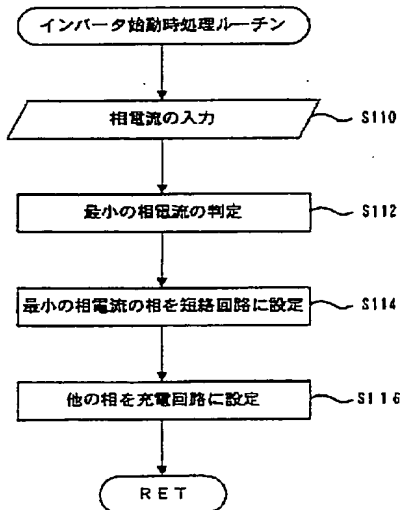 インバータ始動時処理ルーチン
相電流の入力
S110
最小の相電流の判定
S112
最小の相電流の相を短絡回路に設定
S114
他の相を充電回路に設定
S116
RET